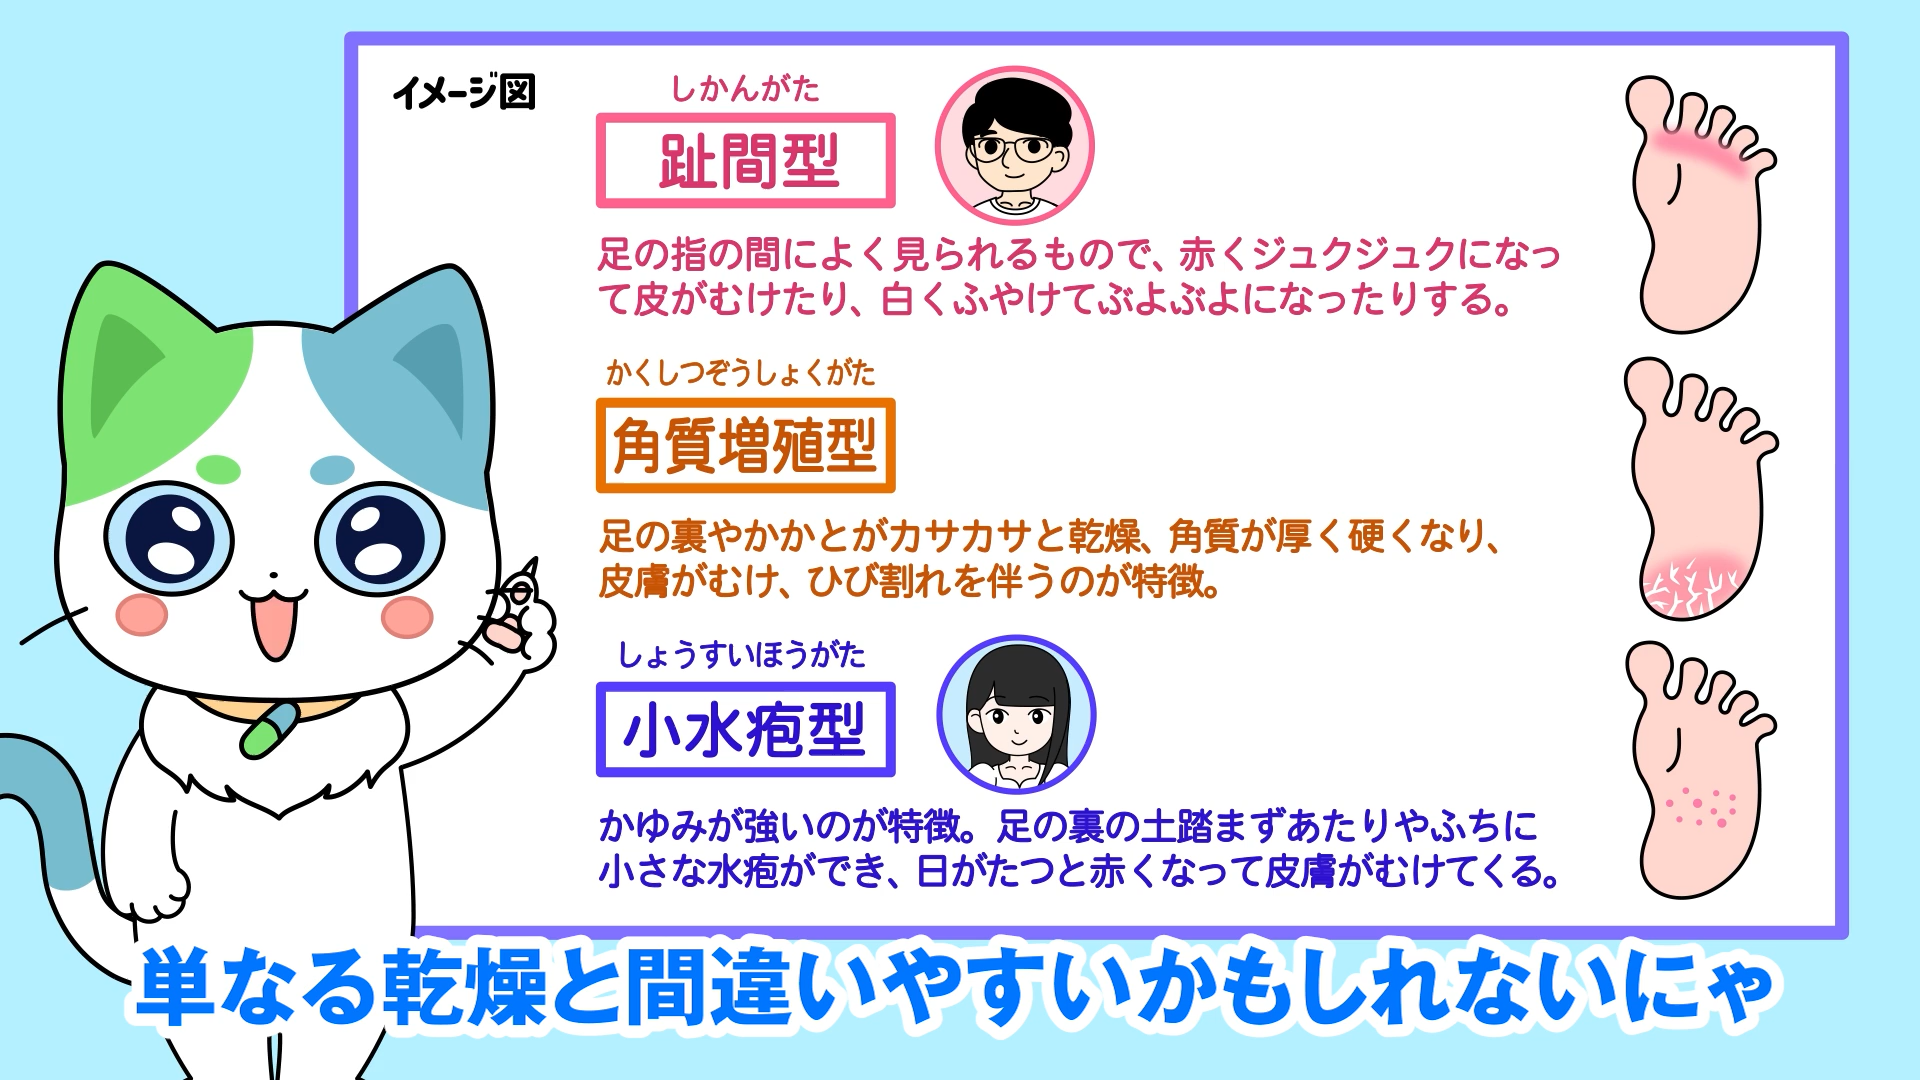 イメージ図
しかんがた
趾間型
足の指の間によく見られるもので、赤くジュクジュクになっ
て皮がむけたり、白くふやけてぶよぶよになったりする。
かくしつぞうしょくがた
角質増殖型
足の裏やかかとがカサカサと乾燥、角質が厚く硬くなり、
皮膚がむけ、ひび割れを伴うのが特徴。
しょうすいほうがた
小水疱型
かゆみが強いのが特徴。足の裏の土踏まずあたりやふちに
小さな水疱ができ、日がたつと赤くなって皮膚がむけてくる。
単なる乾燥と間違いやすいかもしれないにゃ